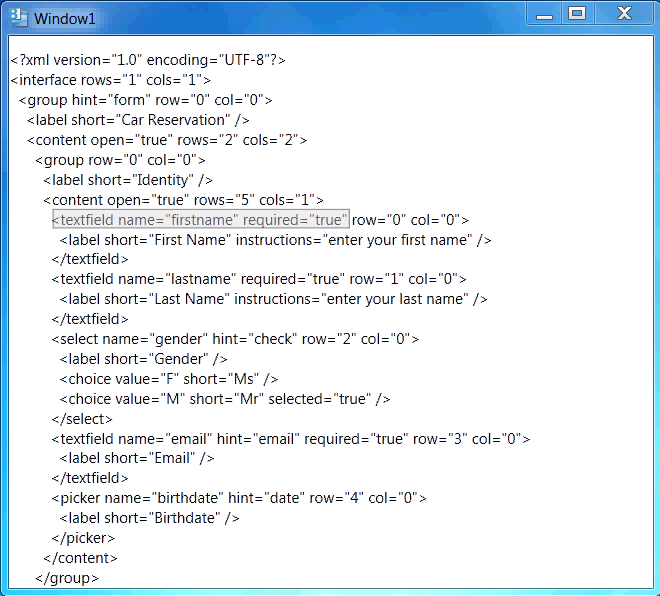 Window1
<?xml version="1.0" encoding="UTF-8"?>
<interface rows="1" cols="1">
<group hint="form" row="0" col="0">
<label short="Car Reservation" />
<content open="true" rows="2" cols="2">
<group row="0" col="0">
<label short="Identity" />
<content open="true" rows="5" cols="1">
<textfield name="firstname" required="true" row="0" col="0">
<label short="First Name" instructions="enter your first name" />
</textfield>
<textfield name="lastname" required="true" row="1" col="0">
<label short="Last Name" instructions="enter your last name" />
</textfield>
<select name="gender" hint="check" row="2" col="0">
<label short="Gender" />
<choice value="F" short="Ms" />
<choice value="M" short="Mr" selected="true" />
</select>
<textfield name="email" hint="email" required="true" row="3" col="0">
<label short="Email" />
</textfield>
<picker name="birthdate" hint="date" row="4" col="0">
<label short="Birthdate" />
</picker>
</content>
</group>